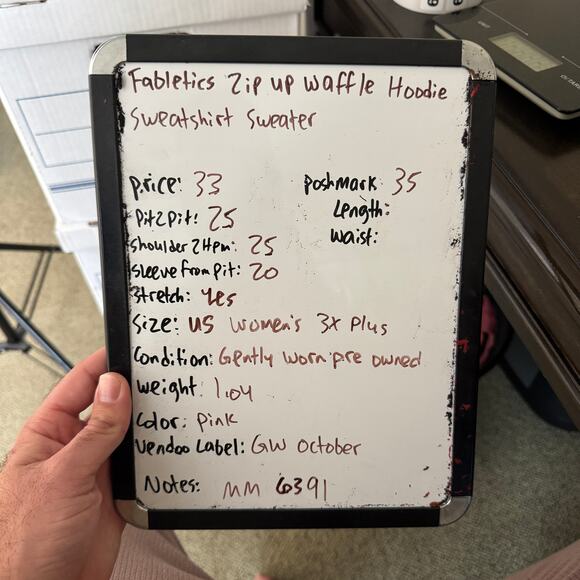 Fabletics Zip up Waffle Hoodie
Sweatshirt Sweater
price: 33
poshmark 35
Pit2Pit: 25
Length:
Shoulder2Hem: 25
Waist:
Sleeve from Pit: 20
Stretch: Yes
Size: US Women's 3X Plus
Condition: Gently worn pre owned
Weight: 1.04
Color: Pink
Vendoo Label: GW October
Notes: MM 6391